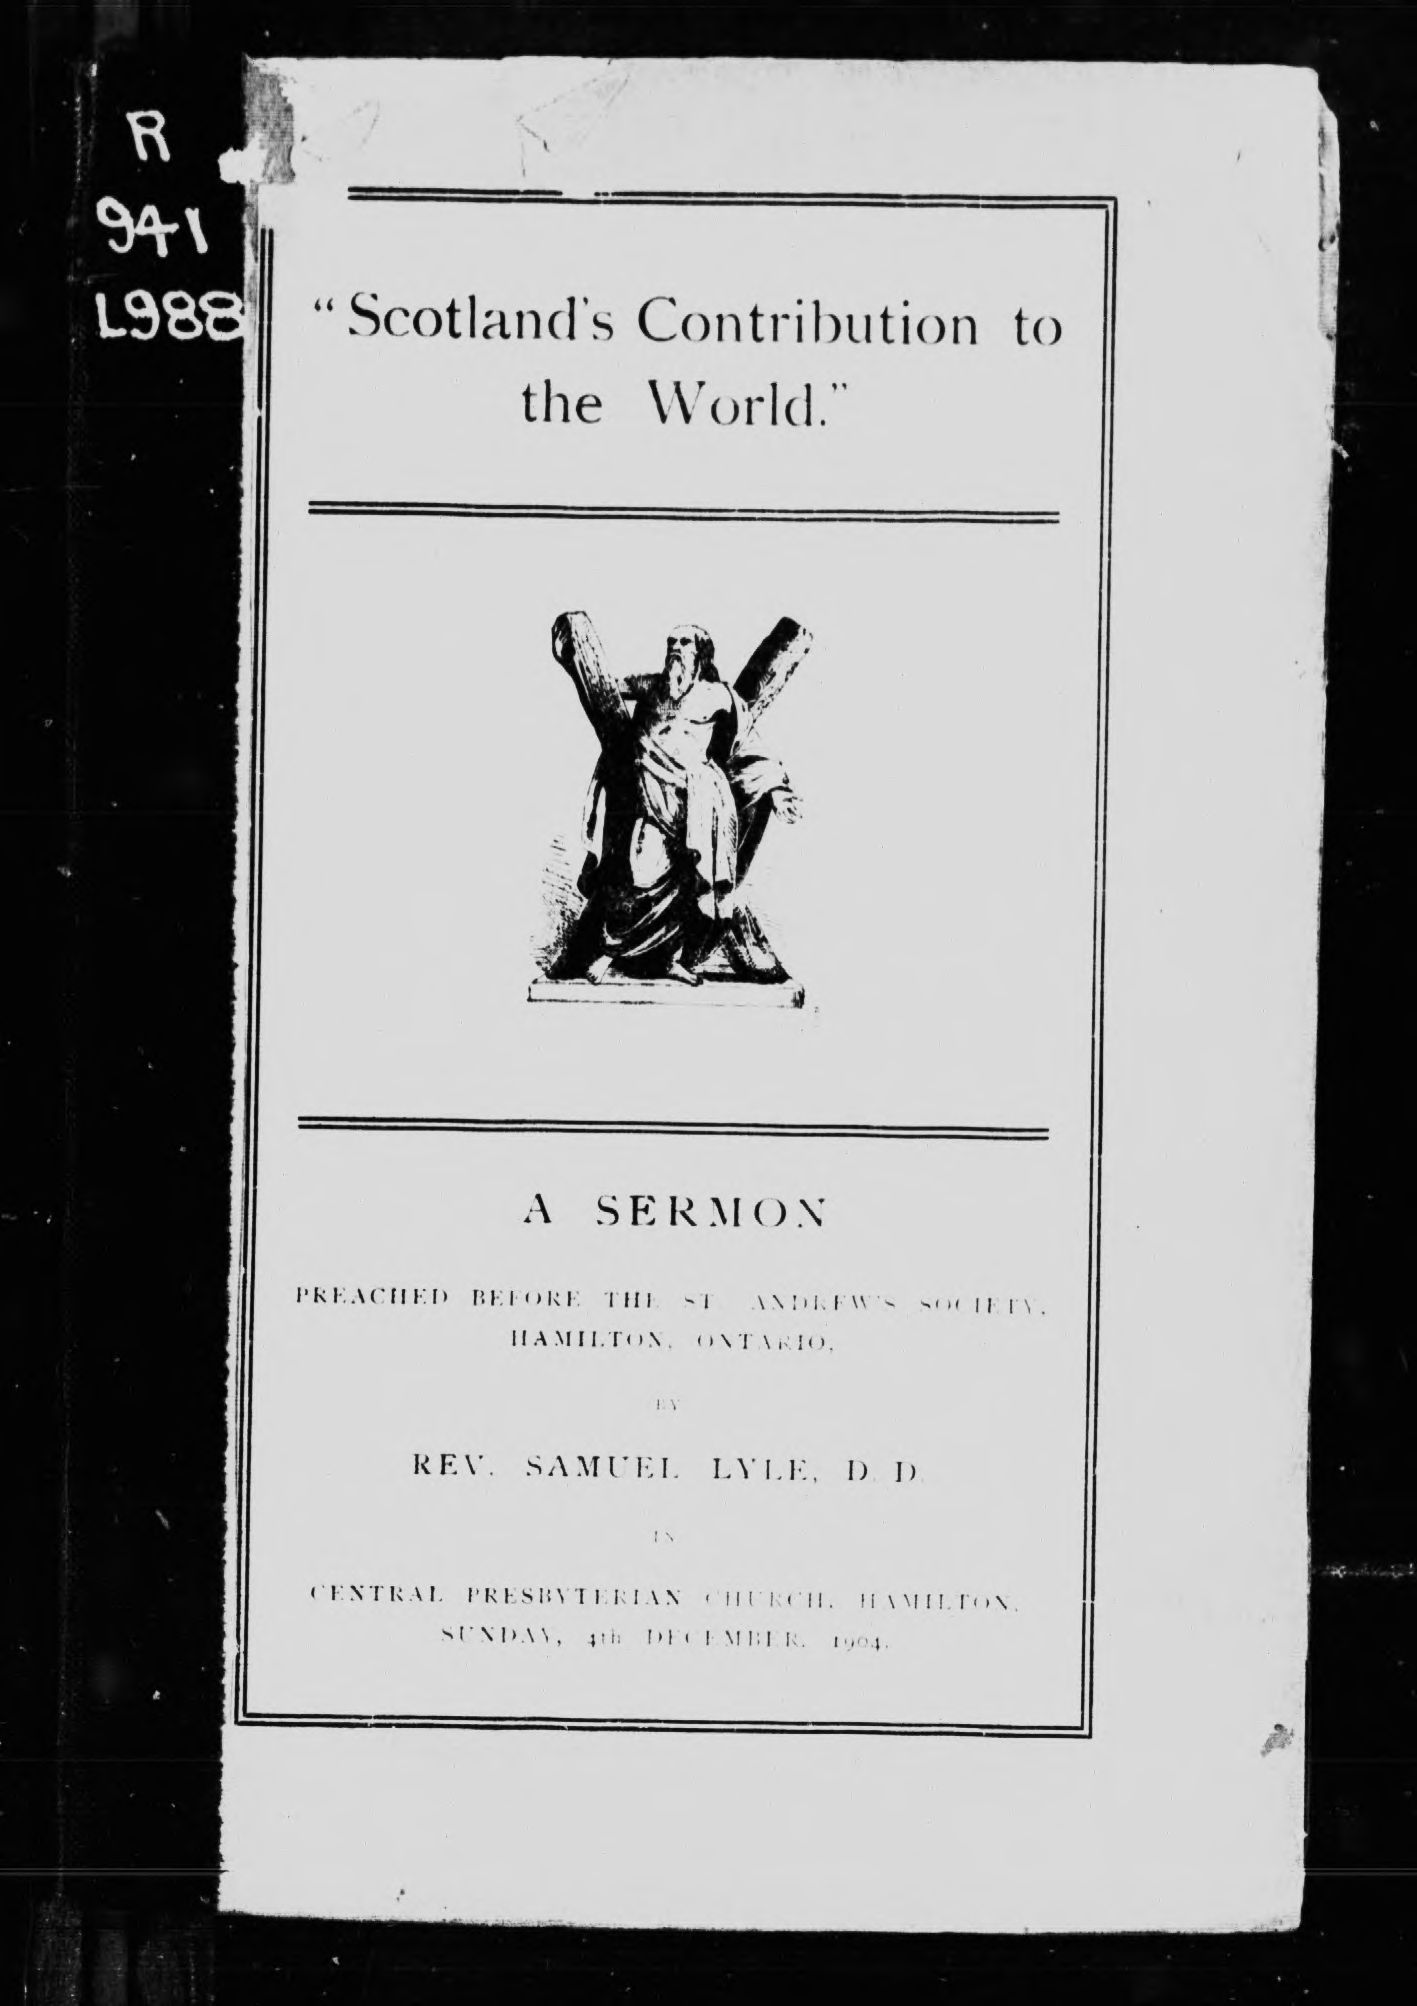 R
941
L988
"Scotland's Contribution to
the World."
A SERMON
PREACHED BEFORE THE ST. ANDREW'S SOCIETY,
HAMILTON, ONTARIO,
BY
REV. SAMUEL LYLE, D. D.
IN
CENTRAL PRESBYTERIAN CHURCH, HAMILTON,
SUNDAY, 4th DECEMBER, 1904.